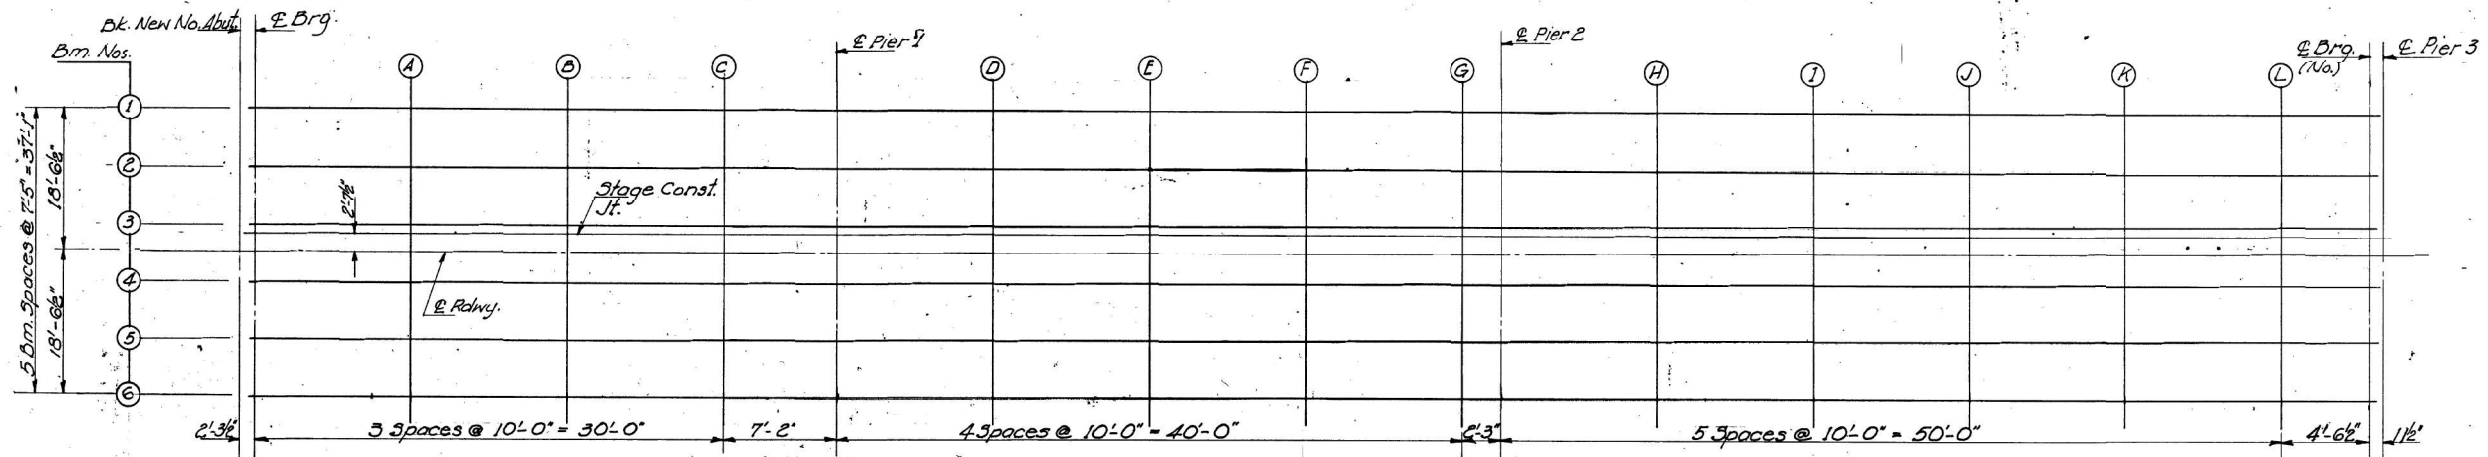 Bk. New No. Abut.
℄ Brg.
Bm. Nos.
℄ Pier 1
℄ Pier 2
℄ Brg.
(No.)
℄ Pier 3
A
B
C
D
E
F
G
H
I
J
K
L
1
2
3
4
5
6
5 Bm. Spaces @ 7'-5" = 37'-1"
18'-6½"
18'-6½"
2'-7½"
Stage Const.
Jt.
℄ Rdwy.
2'-3½"
3 Spaces @ 10'-0" = 30'-0"
7'-2"
4 Spaces @ 10'-0" = 40'-0"
2'-3"
5 Spaces @ 10'-0" = 50'-0"
4'-6½"
11½"